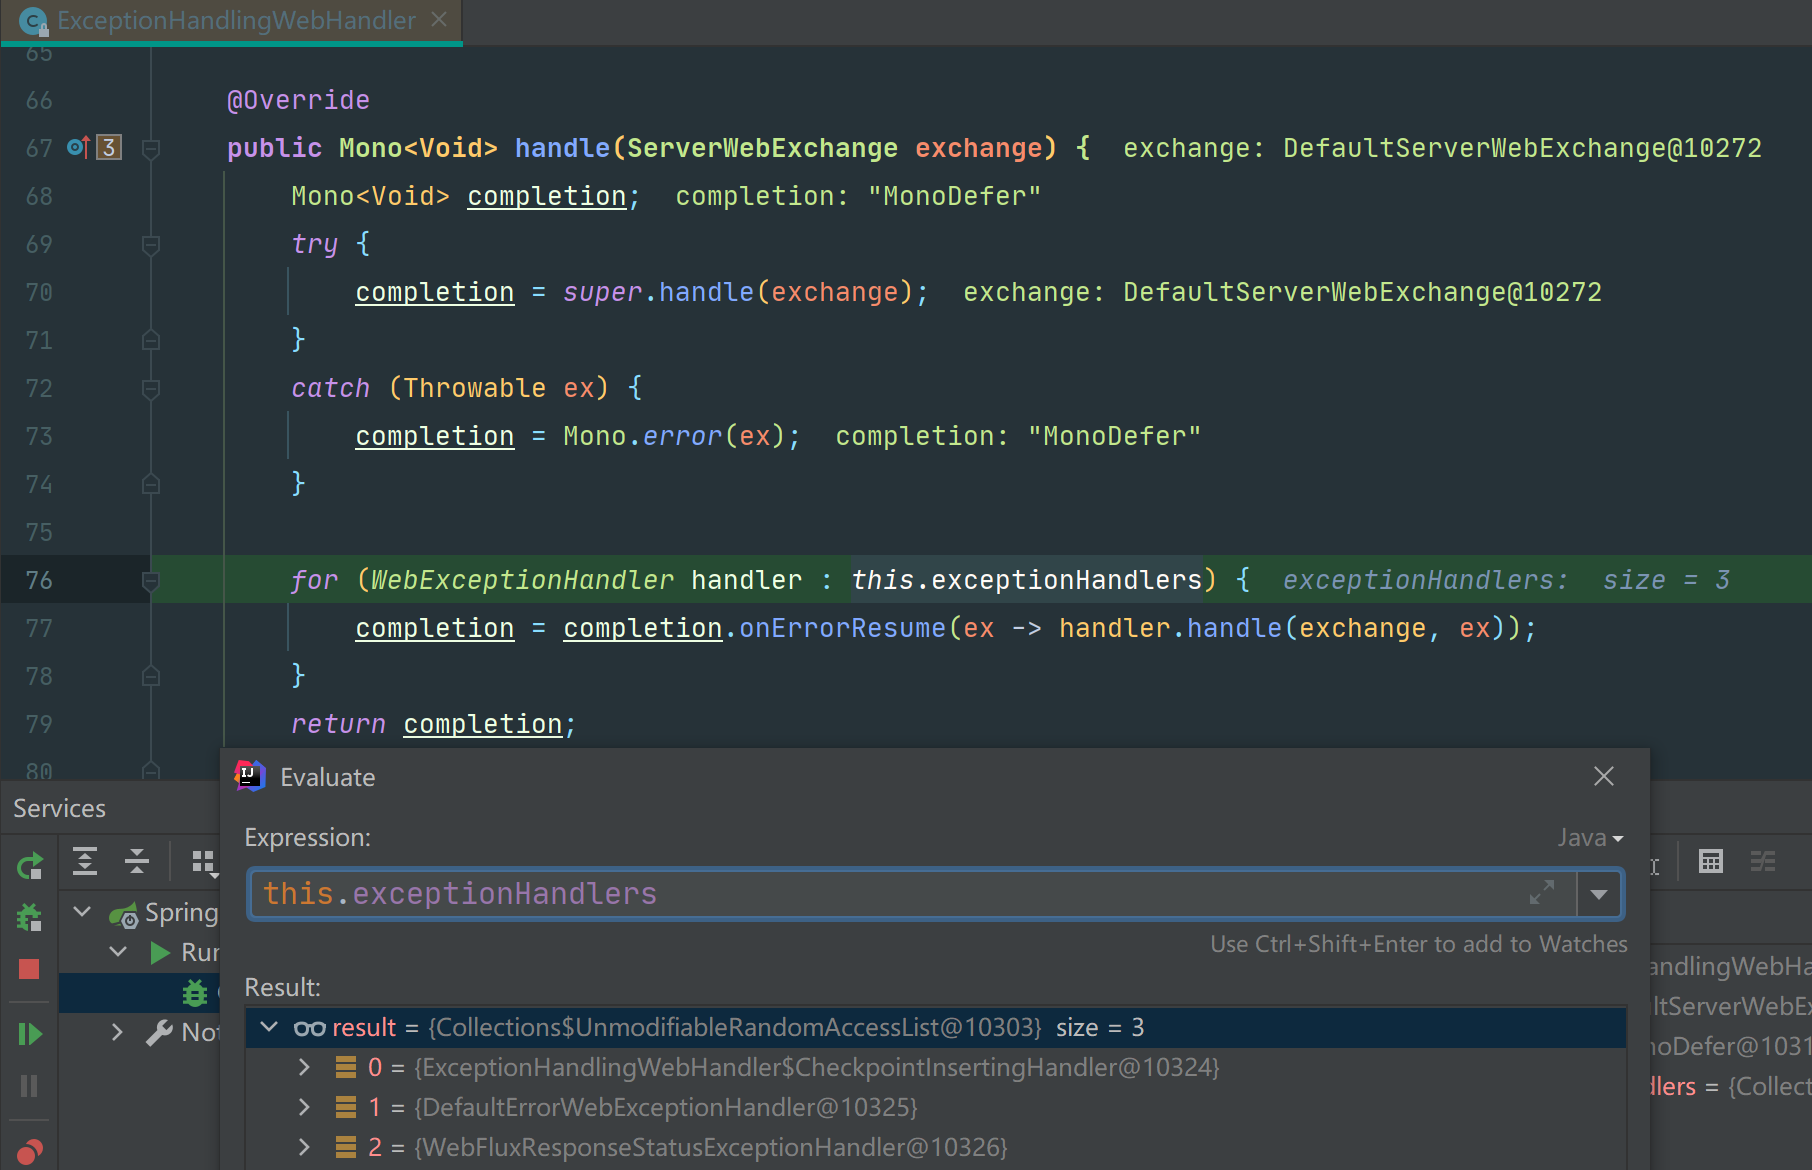 ExceptionHandlingWebHandler
65
66 @Override
67 3 public Mono<Void> handle(ServerWebExchange exchange) { exchange: DefaultServerWebExchange@10272
68 Mono<Void> completion; completion: "MonoDefer"
69 try {
70 completion = super.handle(exchange); exchange: DefaultServerWebExchange@10272
71 }
72 catch (Throwable ex) {
73 completion = Mono.error(ex); completion: "MonoDefer"
74 }
75
76 for (WebExceptionHandler handler : this.exceptionHandlers) { exceptionHandlers: size = 3
77 completion = completion.onErrorResume(ex -> handler.handle(exchange, ex));
78 }
79 return completion;
80
Evaluate
Services
Expression: Java
this.exceptionHandlers
Spring
Use Ctrl+Shift+Enter to add to Watches
Run
andlingWebHa
Result:
ltServerWebEx
result = {Collections$UnmodifiableRandomAccessList@10303} size = 3
Not
noDefer@1031
0 = {ExceptionHandlingWebHandler$CheckpointInsertingHandler@10324}
dlers = {Collect
1 = {DefaultErrorWebExceptionHandler@10325}
2 = {WebFluxResponseStatusExceptionHandler@10326}